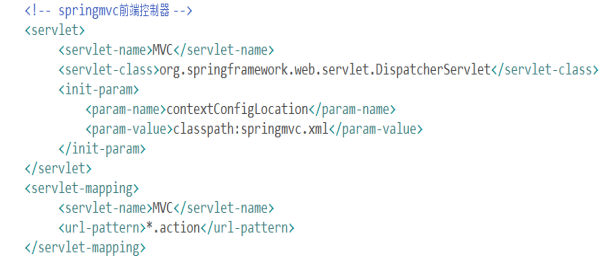 <!-- springmvc前端控制器 -->
<servlet>
<servlet-name>MVC</servlet-name>
<servlet-class>org.springframework.web.servlet.DispatcherServlet</servlet-class>
<init-param>
<param-name>contextConfigLocation</param-name>
<param-value>classpath:springmvc.xml</param-value>
</init-param>
</servlet>
<servlet-mapping>
<servlet-name>MVC</servlet-name>
<url-pattern>*.action</url-pattern>
</servlet-mapping>